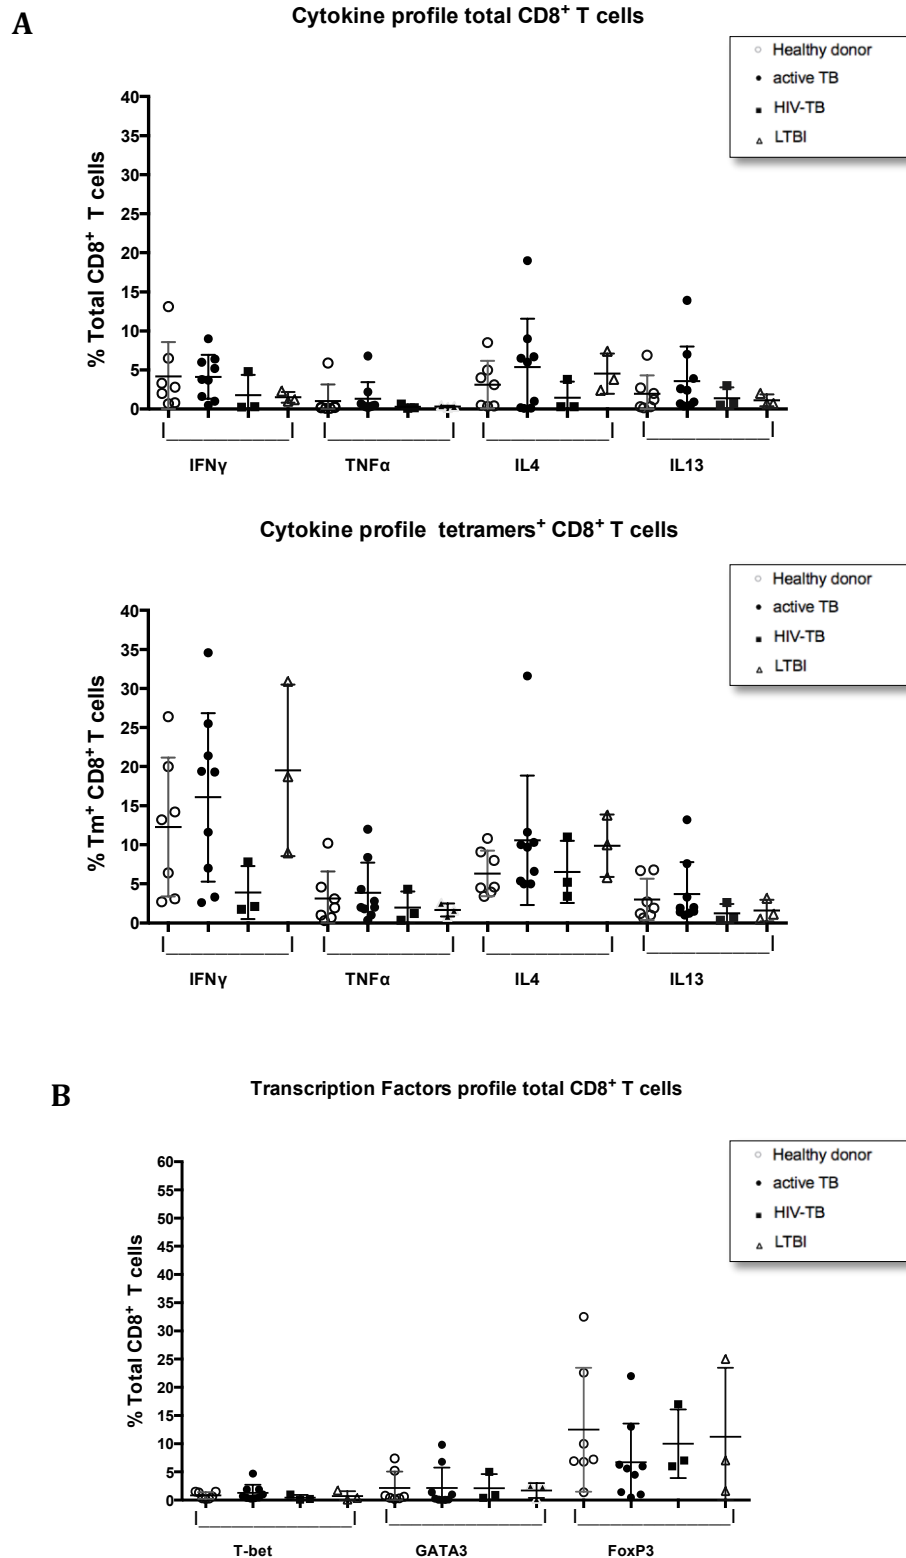 A
Cytokine profile total CD8+ T cells
Healthy donor
active TB
HIV-TB
LTBI
% Total CD8+ T cells
40
35
30
25
20
15
10
5
0
IFNγ TNFα IL4 IL13
Cytokine profile tetramers+ CD8+ T cells
Healthy donor
active TB
HIV-TB
LTBI
% Tm+ CD8+ T cells
40
35
30
25
20
15
10
5
0
IFNγ TNFα IL4 IL13
B
Transcription Factors profile total CD8+ T cells
Healthy donor
active TB
HIV-TB
LTBI
% Total CD8+ T cells
60
55
50
45
40
35
30
25
20
15
10
5
0
T-bet GATA3 FoxP3